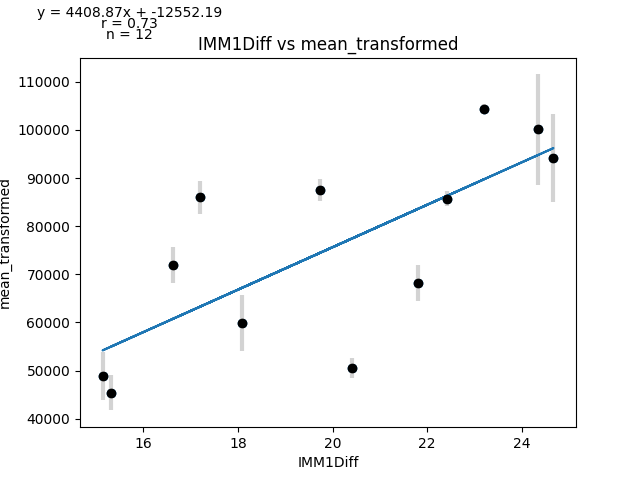 y = 4408.87x + -12552.19
r = 0.73
n = 12
IMM1Diff vs mean_transformed
110000
100000
90000
80000
70000
60000
50000
40000
mean_transformed
16
18
20
22
24
IMM1Diff